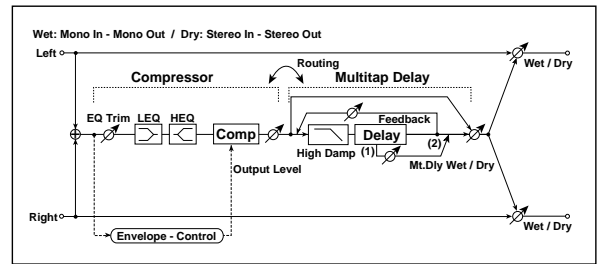 Wet: Mono In - Mono Out / Dry: Stereo In - Stereo Out
Left
Wet / Dry
Routing
Compressor
Multitap Delay
EQ Trim
LEQ
HEQ
Comp
Feedback
High Damp
Delay
(1)
(2)
Output Level
Mt.Dly Wet / Dry
Right
Wet / Dry
Envelope - Control